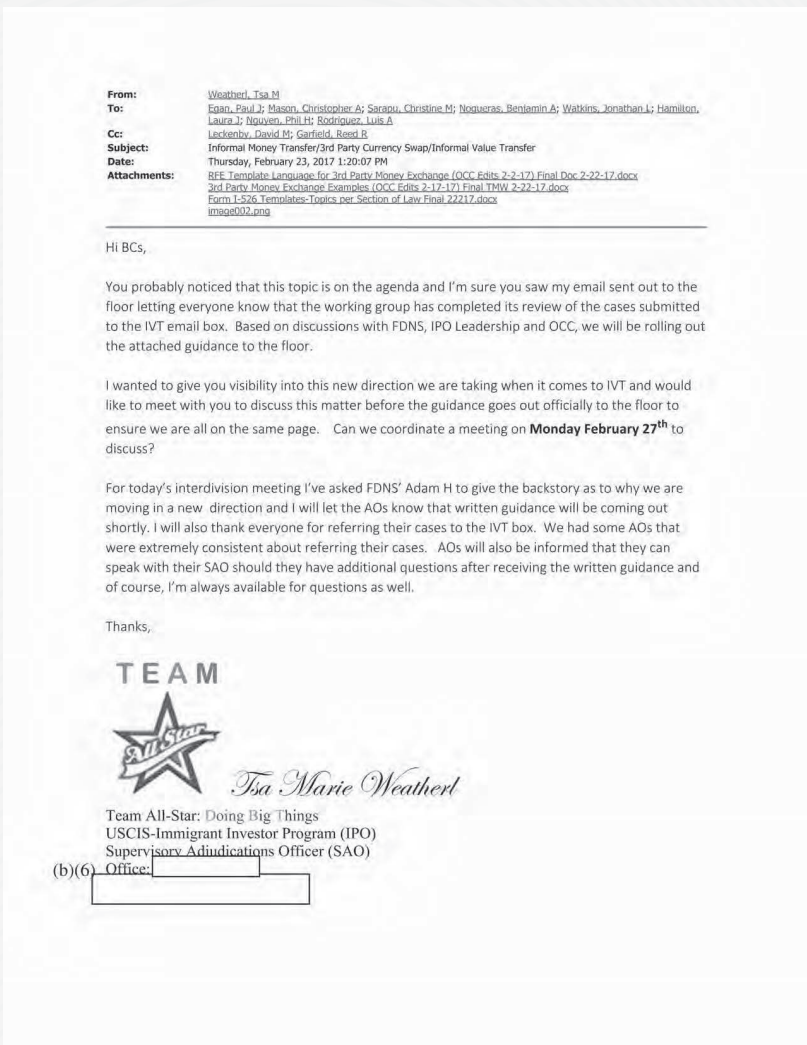 From: Weatherl, Tsa M
To: Egan, Paul J; Mason, Christopher A; Sarapu, Christine M; Nogueras, Benjamin A; Watkins, Jonathan L; Hamilton,
Laura J; Nguyen, Phil H; Rodriguez, Luis A
Cc: Leckenby, David M; Garfield, Reed R
Subject: Informal Money Transfer/3rd Party Currency Swap/Informal Value Transfer
Date: Thursday, February 23, 2017 1:20:07 PM
Attachments: RFE Template Language for 3rd Party Money Exchange (OCC Edits 2-2-17) Final Doc 2-22-17.docx
3rd Party Money Exchange Examples (OCC Edits 2-17-17) Final TMW 2-22-17.docx
Form I-526 Templates-Topics per Section of Law Final 22217.docx
image002.png
Hi BCs,
You probably noticed that this topic is on the agenda and I'm sure you saw my email sent out to the
floor letting everyone know that the working group has completed its review of the cases submitted
to the IVT email box. Based on discussions with FDNS, IPO Leadership and OCC, we will be rolling out
the attached guidance to the floor.
I wanted to give you visibility into this new direction we are taking when it comes to IVT and would
like to meet with you to discuss this matter before the guidance goes out officially to the floor to
ensure we are all on the same page. Can we coordinate a meeting on Monday February 27th to
discuss?
For today's interdivision meeting I've asked FDNS' Adam H to give the backstory as to why we are
moving in a new direction and I will let the AOs know that written guidance will be coming out
shortly. I will also thank everyone for referring their cases to the IVT box. We had some AOs that
were extremely consistent about referring their cases. AOs will also be informed that they can
speak with their SAO should they have additional questions after receiving the written guidance and
of course, I'm always available for questions as well.
Thanks,
TEAM
All-Star
Tsa Marie Weatherl
Team All-Star: Doing Big Things
USCIS-Immigrant Investor Program (IPO)
Supervisory Adjudications Officer (SAO)
(b)(6) Office: